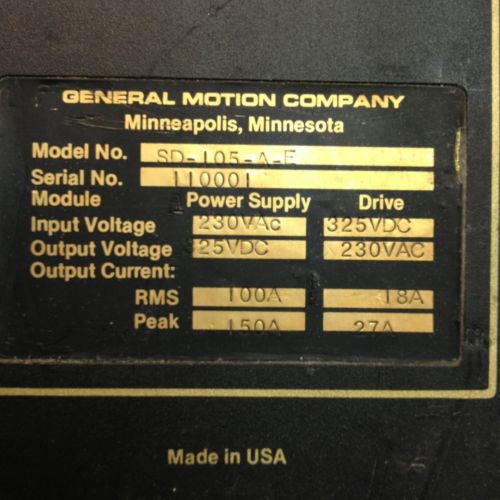 GENERAL MOTION COMPANY
Minneapolis, Minnesota
Model No. SD-105-A-E
Serial No. 110001
Module Power Supply Drive
Input Voltage 230VAc 325VDC
Output Voltage 325VDC 230VAC
Output Current:
RMS 100A 18A
Peak 150A 27A
Made in USA